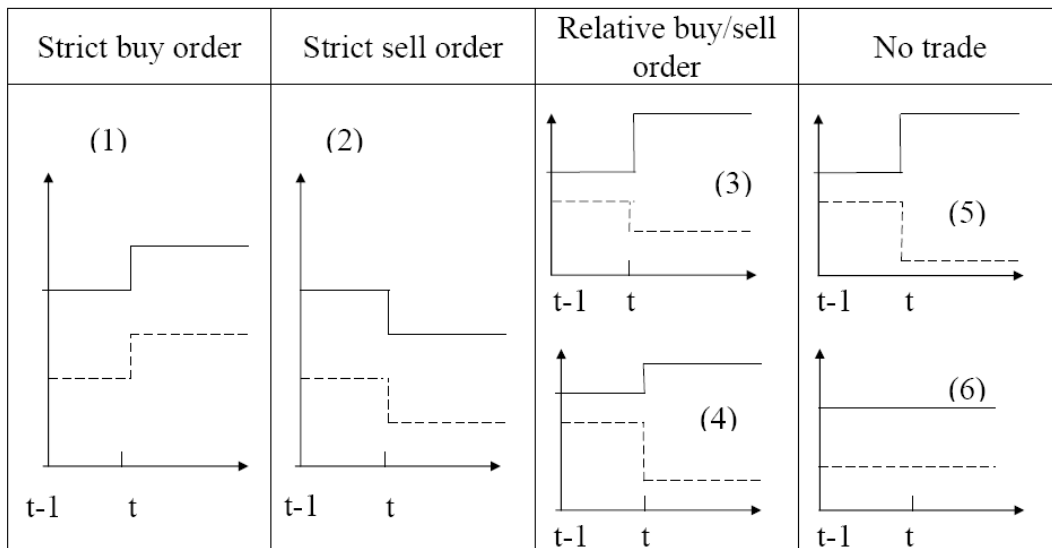 Strict buy order
Strict sell order
Relative buy/sell
order
No trade
(1)
(2)
(3)
(5)
t-1 t
t-1 t
(4)
(6)
t-1 t
t-1 t
t-1 t
t-1 t